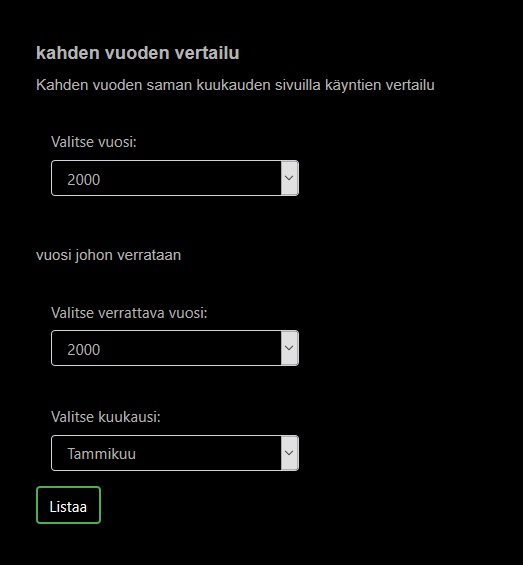 kahden vuoden vertailu
Kahden vuoden saman kuukauden sivuilla käyntien vertailu
Valitse vuosi:
2000
vuosi johon verrataan
Valitse verrattava vuosi:
2000
Valitse kuukausi:
Tammikuu
Listaa